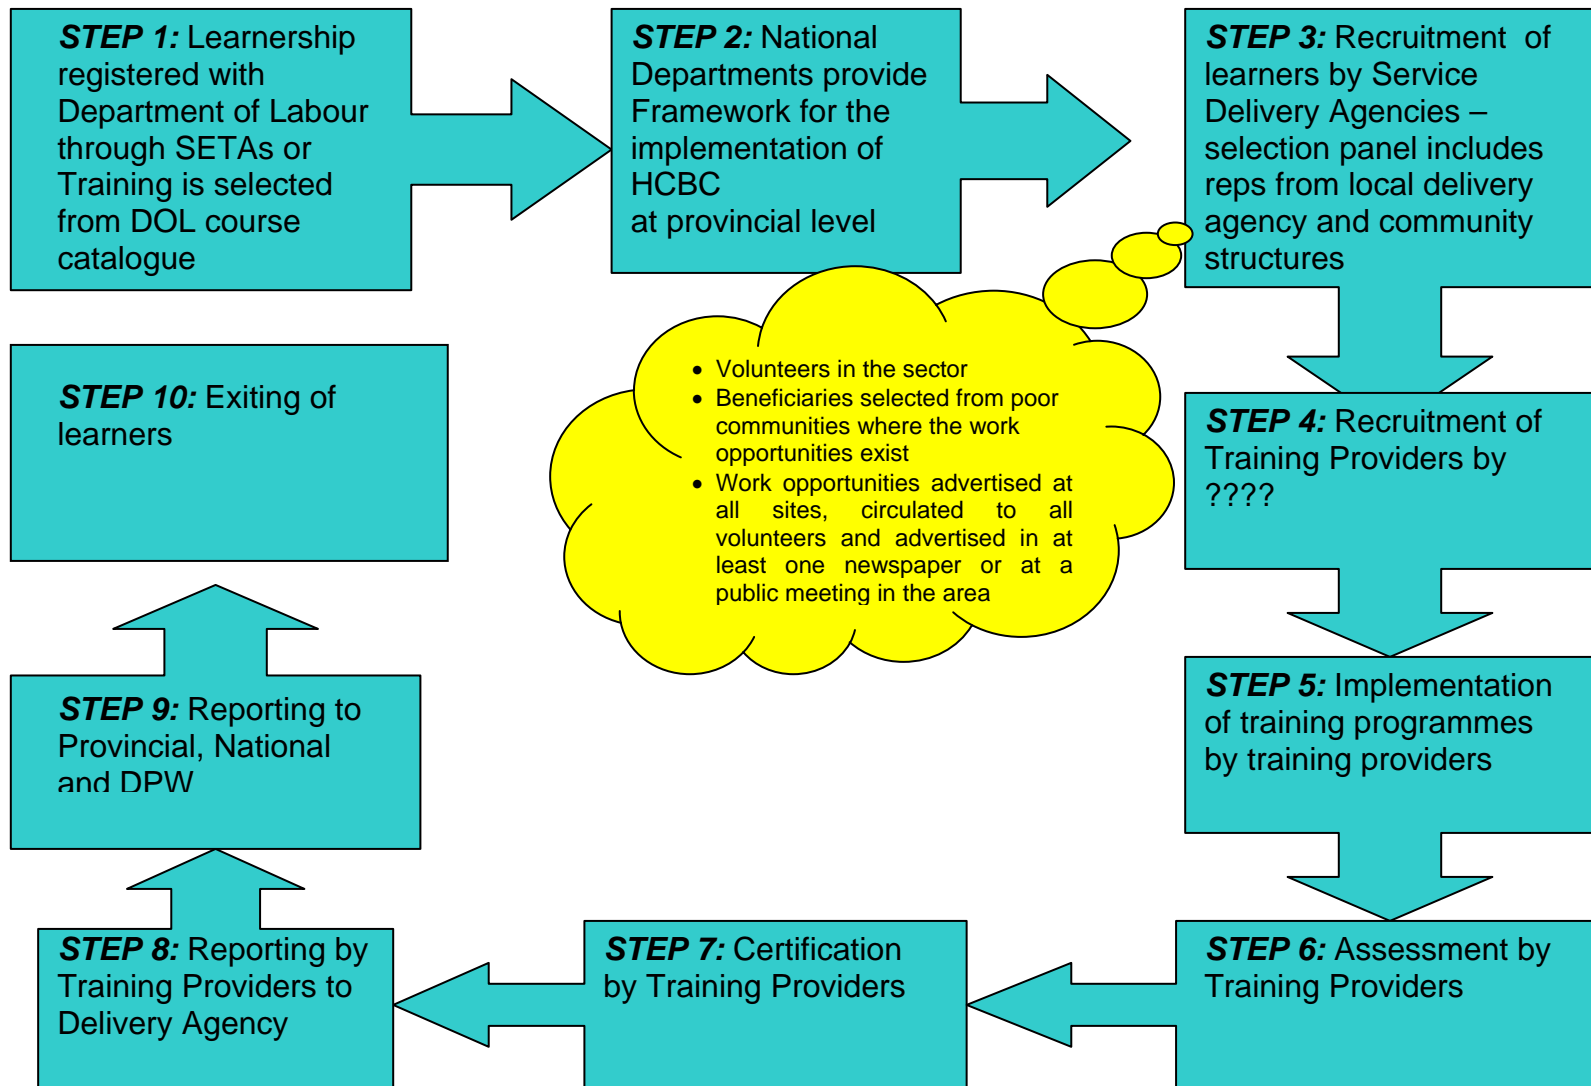 STEP 1: Learnership
registered with
Department of Labour
through SETAs or
Training is selected
from DOL course
catalogue
STEP 2: National
Departments provide
Framework for the
implementation of
HCBC
at provincial level
STEP 3: Recruitment of
learners by Service
Delivery Agencies –
selection panel includes
reps from local delivery
agency and community
structures
• Volunteers in the sector
• Beneficiaries selected from poor
communities where the work
opportunities exist
• Work opportunities advertised at
all sites, circulated to all
volunteers and advertised in at
least one newspaper or at a
public meeting in the area
STEP 4: Recruitment of
Training Providers by
????
STEP 5: Implementation
of training programmes
by training providers
STEP 6: Assessment by
Training Providers
STEP 7: Certification
by Training Providers
STEP 8: Reporting by
Training Providers to
Delivery Agency
STEP 9: Reporting to
Provincial, National
and DPW
STEP 10: Exiting of
learners